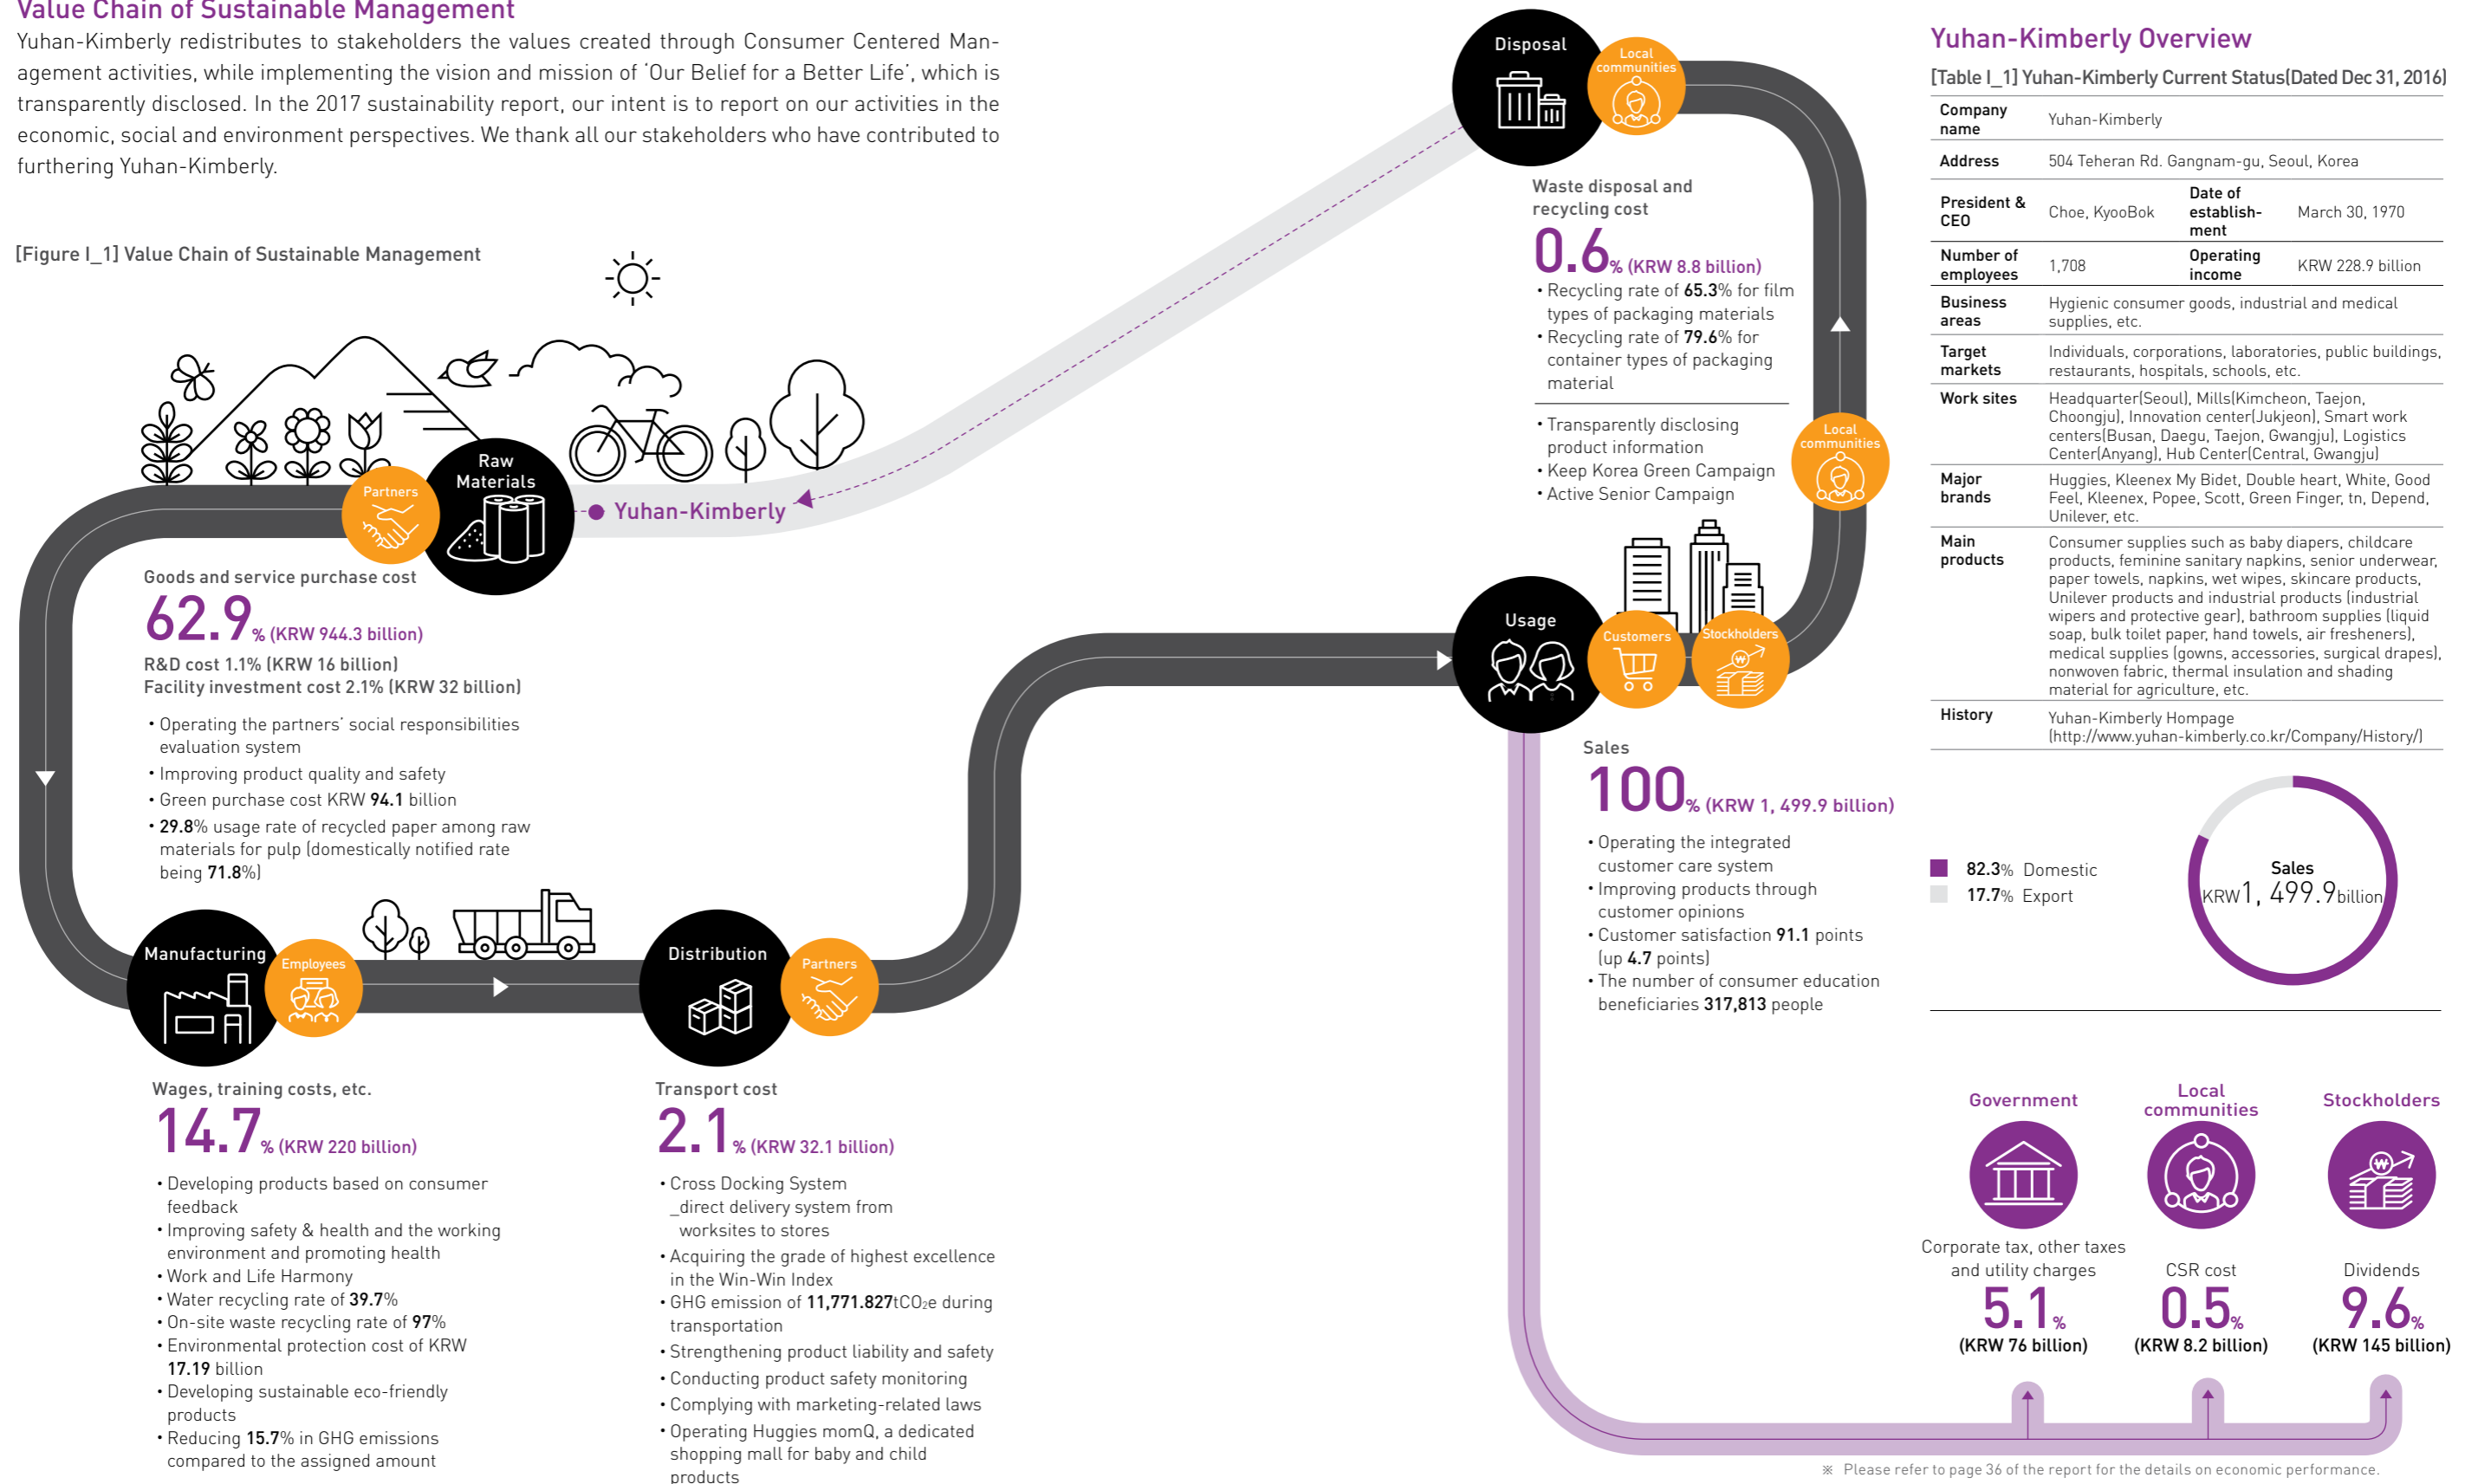 Value Chain of Sustainable Management
Yuhan-Kimberly redistributes to stakeholders the values created through Consumer Centered Man-
agement activities, while implementing the vision and mission of ‘Our Belief for a Better Life’, which is
transparently disclosed. In the 2017 sustainability report, our intent is to report on our activities in the
economic, social and environment perspectives. We thank all our stakeholders who have contributed to
furthering Yuhan-Kimberly.
[Figure I_1] Value Chain of Sustainable Management
Partners
Raw
Materials
Yuhan-Kimberly
Goods and service purchase cost
62.9% (KRW 944.3 billion)
R&D cost 1.1% (KRW 16 billion)
Facility investment cost 2.1% (KRW 32 billion)
• Operating the partners’ social responsibilities
evaluation system
• Improving product quality and safety
• Green purchase cost KRW 94.1 billion
• 29.8% usage rate of recycled paper among raw
materials for pulp (domestically notified rate
being 71.8%)
Manufacturing
Employees
Wages, training costs, etc.
14.7% (KRW 220 billion)
• Developing products based on consumer
feedback
• Improving safety & health and the working
environment and promoting health
• Work and Life Harmony
• Water recycling rate of 39.7%
• On-site waste recycling rate of 97%
• Environmental protection cost of KRW
17.19 billion
• Developing sustainable eco-friendly
products
• Reducing 15.7% in GHG emissions
compared to the assigned amount
Distribution
Partners
Transport cost
2.1% (KRW 32.1 billion)
• Cross Docking System
_direct delivery system from
worksites to stores
• Acquiring the grade of highest excellence
in the Win-Win Index
• GHG emission of 11,771.827tCO2e during
transportation
• Strengthening product liability and safety
• Conducting product safety monitoring
• Complying with marketing-related laws
• Operating Huggies momQ, a dedicated
shopping mall for baby and child
products
Disposal
Local
communities
Waste disposal and
recycling cost
0.6% (KRW 8.8 billion)
• Recycling rate of 65.3% for film
types of packaging materials
• Recycling rate of 79.6% for
container types of packaging
material
• Transparently disclosing
product information
• Keep Korea Green Campaign
• Active Senior Campaign
Local
communities
Usage
Customers
Stockholders
₩
Sales
100% (KRW 1, 499.9 billion)
• Operating the integrated
customer care system
• Improving products through
customer opinions
• Customer satisfaction 91.1 points
(up 4.7 points)
• The number of consumer education
beneficiaries 317,813 people
Yuhan-Kimberly Overview
[Table I_1] Yuhan-Kimberly Current Status(Dated Dec 31, 2016)
Company
name
Yuhan-Kimberly
Address
504 Teheran Rd. Gangnam-gu, Seoul, Korea
President &
CEO
Choe, KyooBok
Date of
establish-
ment
March 30, 1970
Number of
employees
1,708
Operating
income
KRW 228.9 billion
Business
areas
Hygienic consumer goods, industrial and medical
supplies, etc.
Target
markets
Individuals, corporations, laboratories, public buildings,
restaurants, hospitals, schools, etc.
Work sites
Headquarter(Seoul), Mills(Kimcheon, Taejon,
Choongju), Innovation center(Jukjeon), Smart work
centers(Busan, Daegu, Taejon, Gwangju), Logistics
Center(Anyang), Hub Center(Central, Gwangju)
Major
brands
Huggies, Kleenex My Bidet, Double heart, White, Good
Feel, Kleenex, Popee, Scott, Green Finger, tn, Depend,
Unilever, etc.
Main
products
Consumer supplies such as baby diapers, childcare
products, feminine sanitary napkins, senior underwear,
paper towels, napkins, wet wipes, skincare products,
Unilever products and industrial products (industrial
wipers and protective gear), bathroom supplies (liquid
soap, bulk toilet paper, hand towels, air fresheners),
medical supplies (gowns, accessories, surgical drapes),
nonwoven fabric, thermal insulation and shading
material for agriculture, etc.
History
Yuhan-Kimberly Hompage
(http://www.yuhan-kimberly.co.kr/Company/History/)
82.3% Domestic
17.7% Export
Sales
KRW1, 499.9billion
Government
Corporate tax, other taxes
and utility charges
5.1%
(KRW 76 billion)
Local
communities
CSR cost
0.5%
(KRW 8.2 billion)
Stockholders
₩
Dividends
9.6%
(KRW 145 billion)
※ Please refer to page 36 of the report for the details on economic performance.